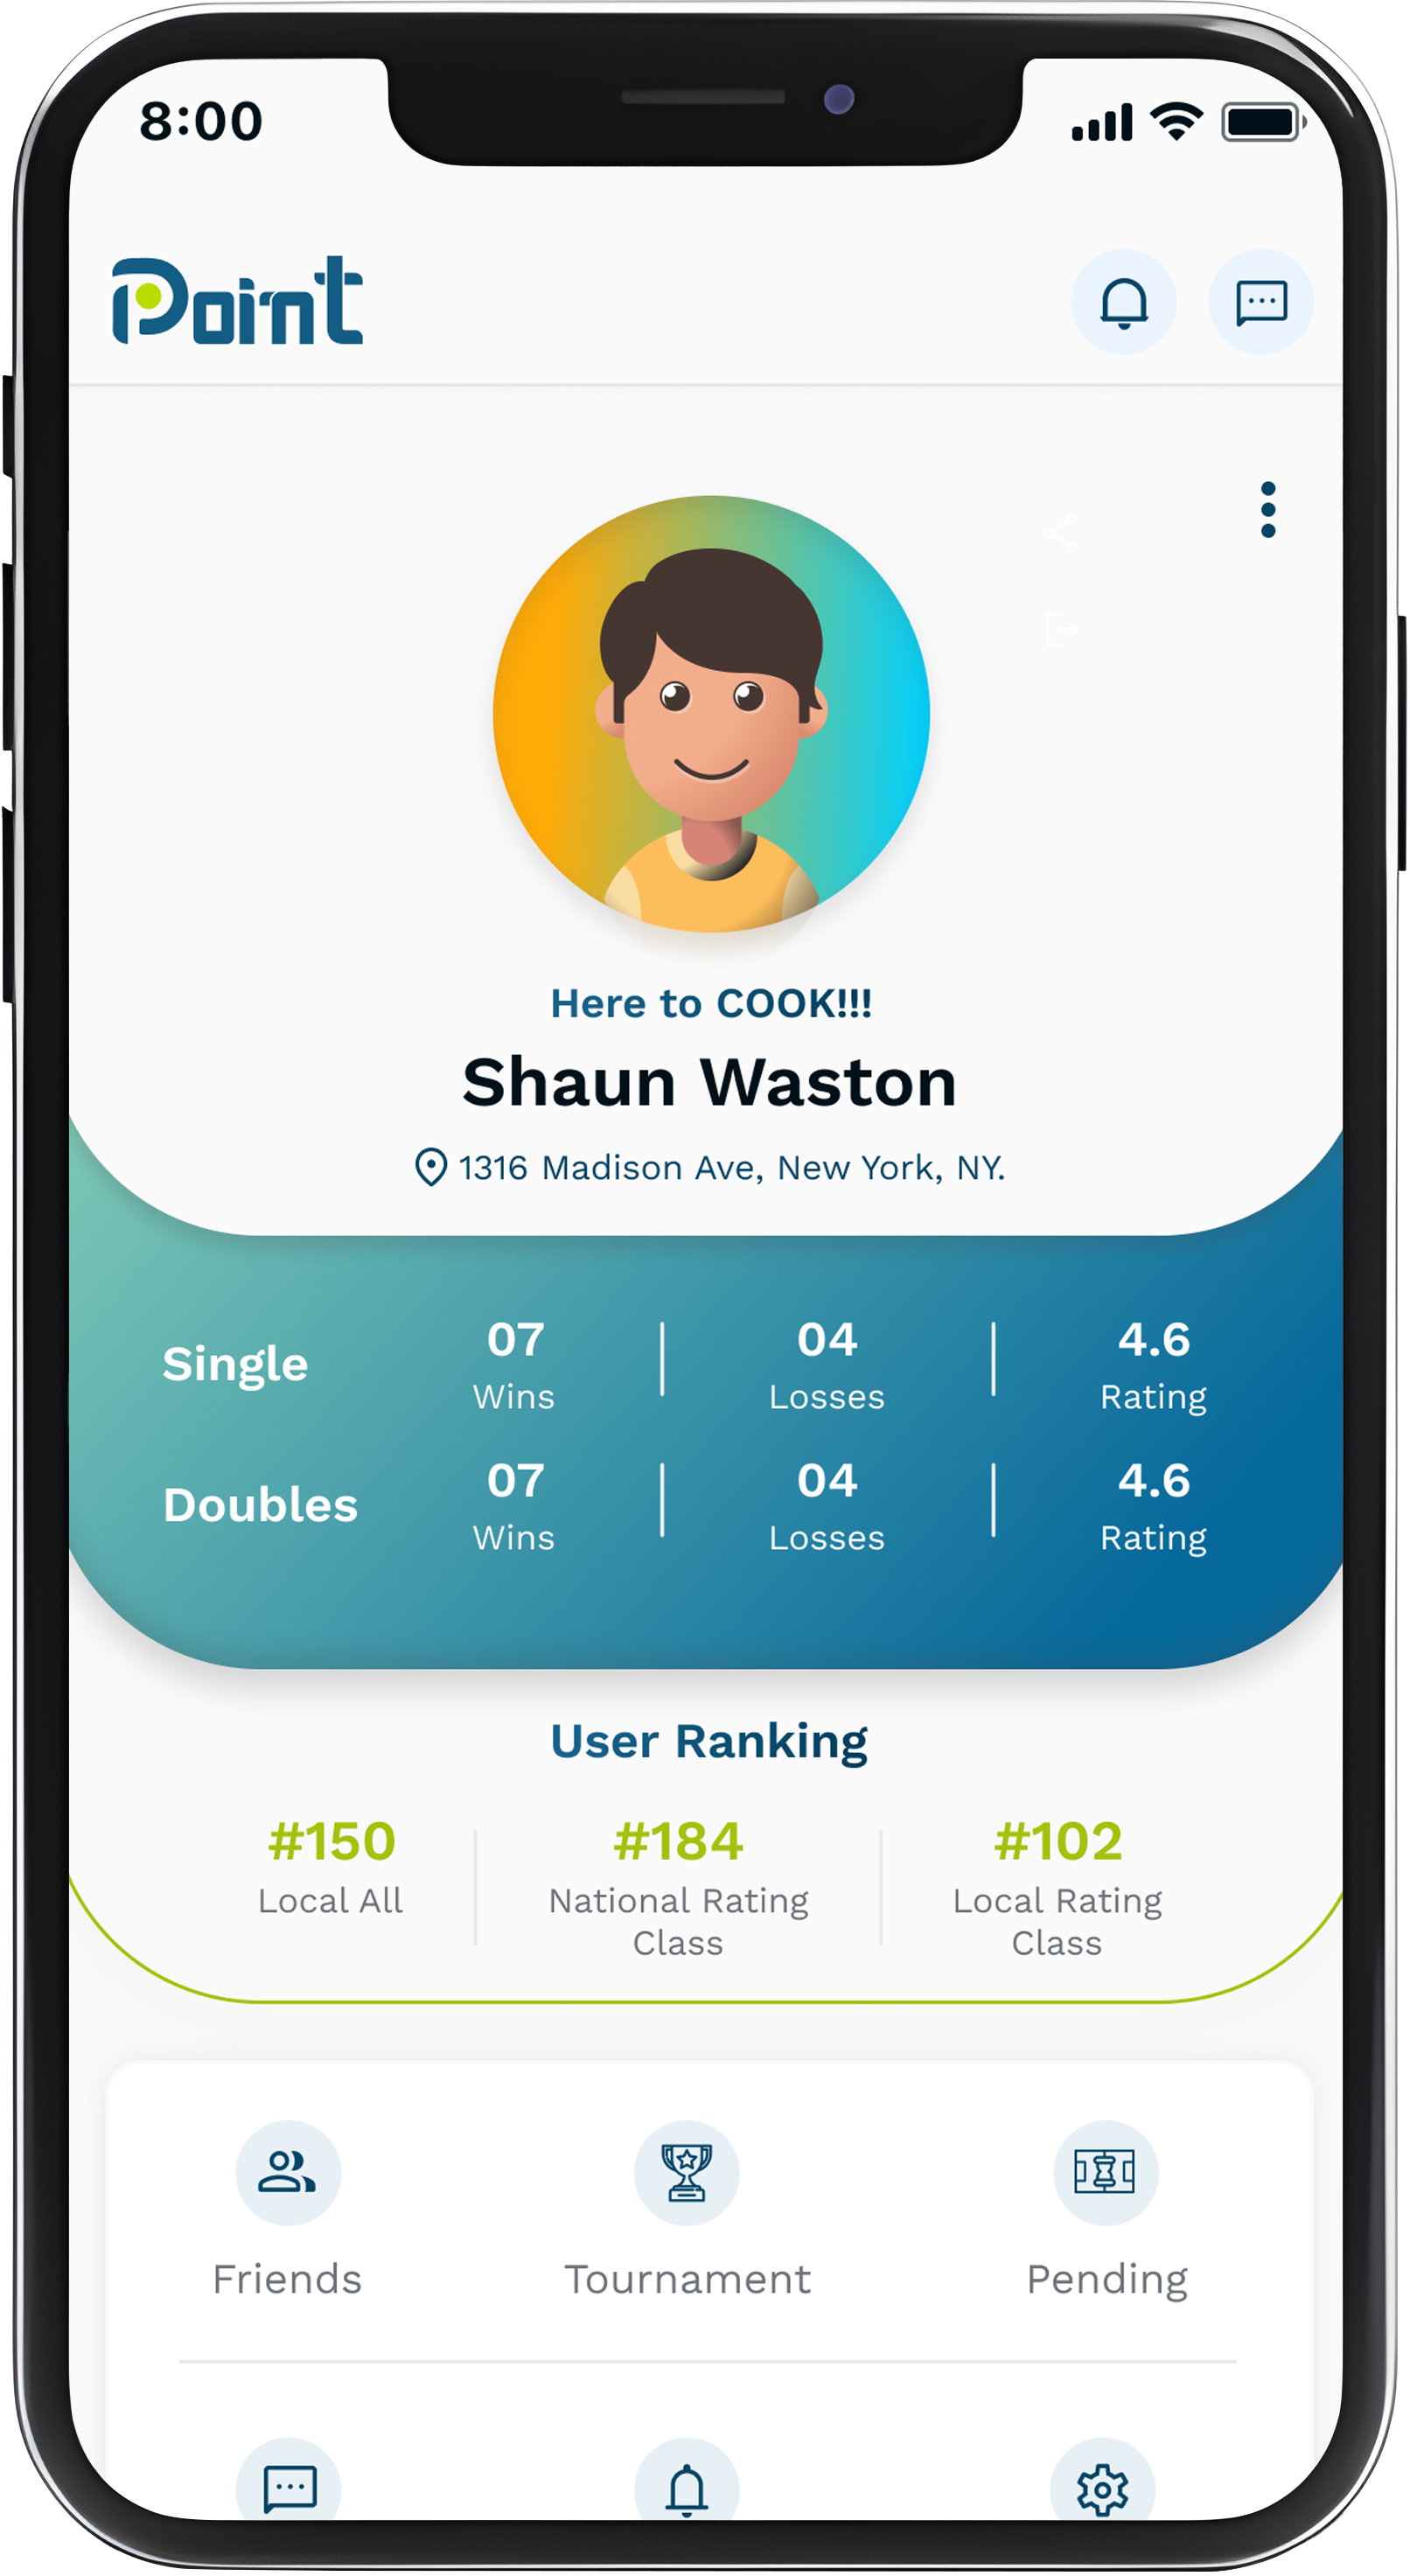 8:00
Point
Here to COOK!!!
Shaun Waston
1316 Madison Ave, New York, NY.
Single
07
Wins
04
Losses
4.6
Rating
Doubles
07
Wins
04
Losses
4.6
Rating
User Ranking
#150
Local All
#184
National Rating
Class
#102
Local Rating
Class
Friends
Tournament
Pending